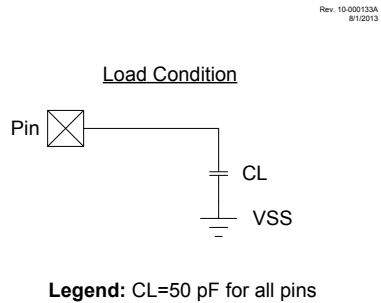 Rev. 10-000133A
8/1/2013
Load Condition
Pin
CL
VSS
Legend: CL=50 pF for all pins